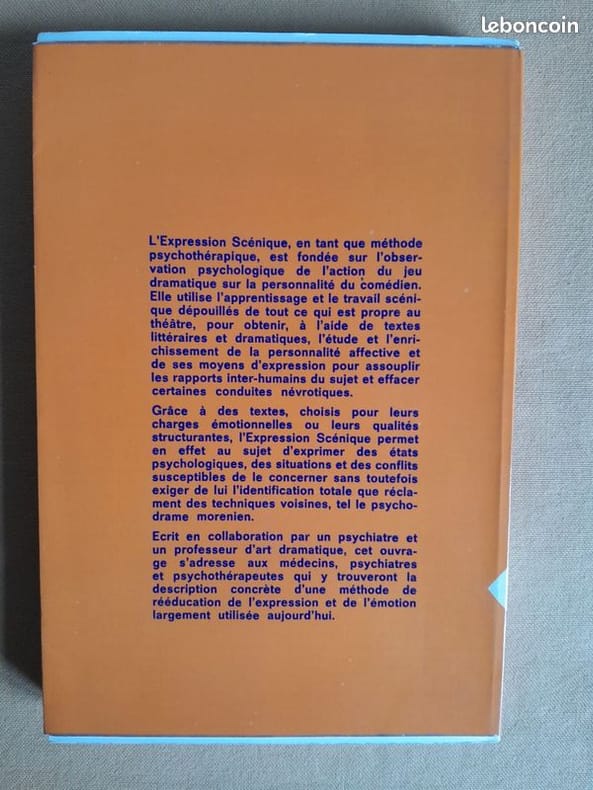 leboncoin
L'Expression Scénique, en tant que méthode
psychothérapique, est fondée sur l'obser-
vation psychologique de l'action du jeu
dramatique sur la personnalité du comédien.
Elle utilise l'apprentissage et le travail scéni-
que dépouillés de tout ce qui est propre au
théâtre, pour obtenir, à l'aide de textes
littéraires et dramatiques, l'étude et l'enri-
chissement de la personnalité affective et
de ses moyens d'expression pour assouplir
les rapports inter-humains du sujet et effacer
certaines conduites névrotiques.
Grâce à des textes, choisis pour leurs
charges émotionnelles ou leurs qualités
structurantes, l'Expression Scénique permet
en effet au sujet d'exprimer des états
psychologiques, des situations et des conflits
susceptibles de le concerner sans toutefois
exiger de lui l'identification totale que récla-
ment des techniques voisines, tel le psycho-
drame morenien.
Ecrit en collaboration par un psychiatre et
un professeur d'art dramatique, cet ouvra-
ge s'adresse aux médecins, psychiatres
et psychothérapeutes qui y trouveront la
description concrète d'une méthode de
rééducation de l'expression et de l'émotion
largement utilisée aujourd'hui.